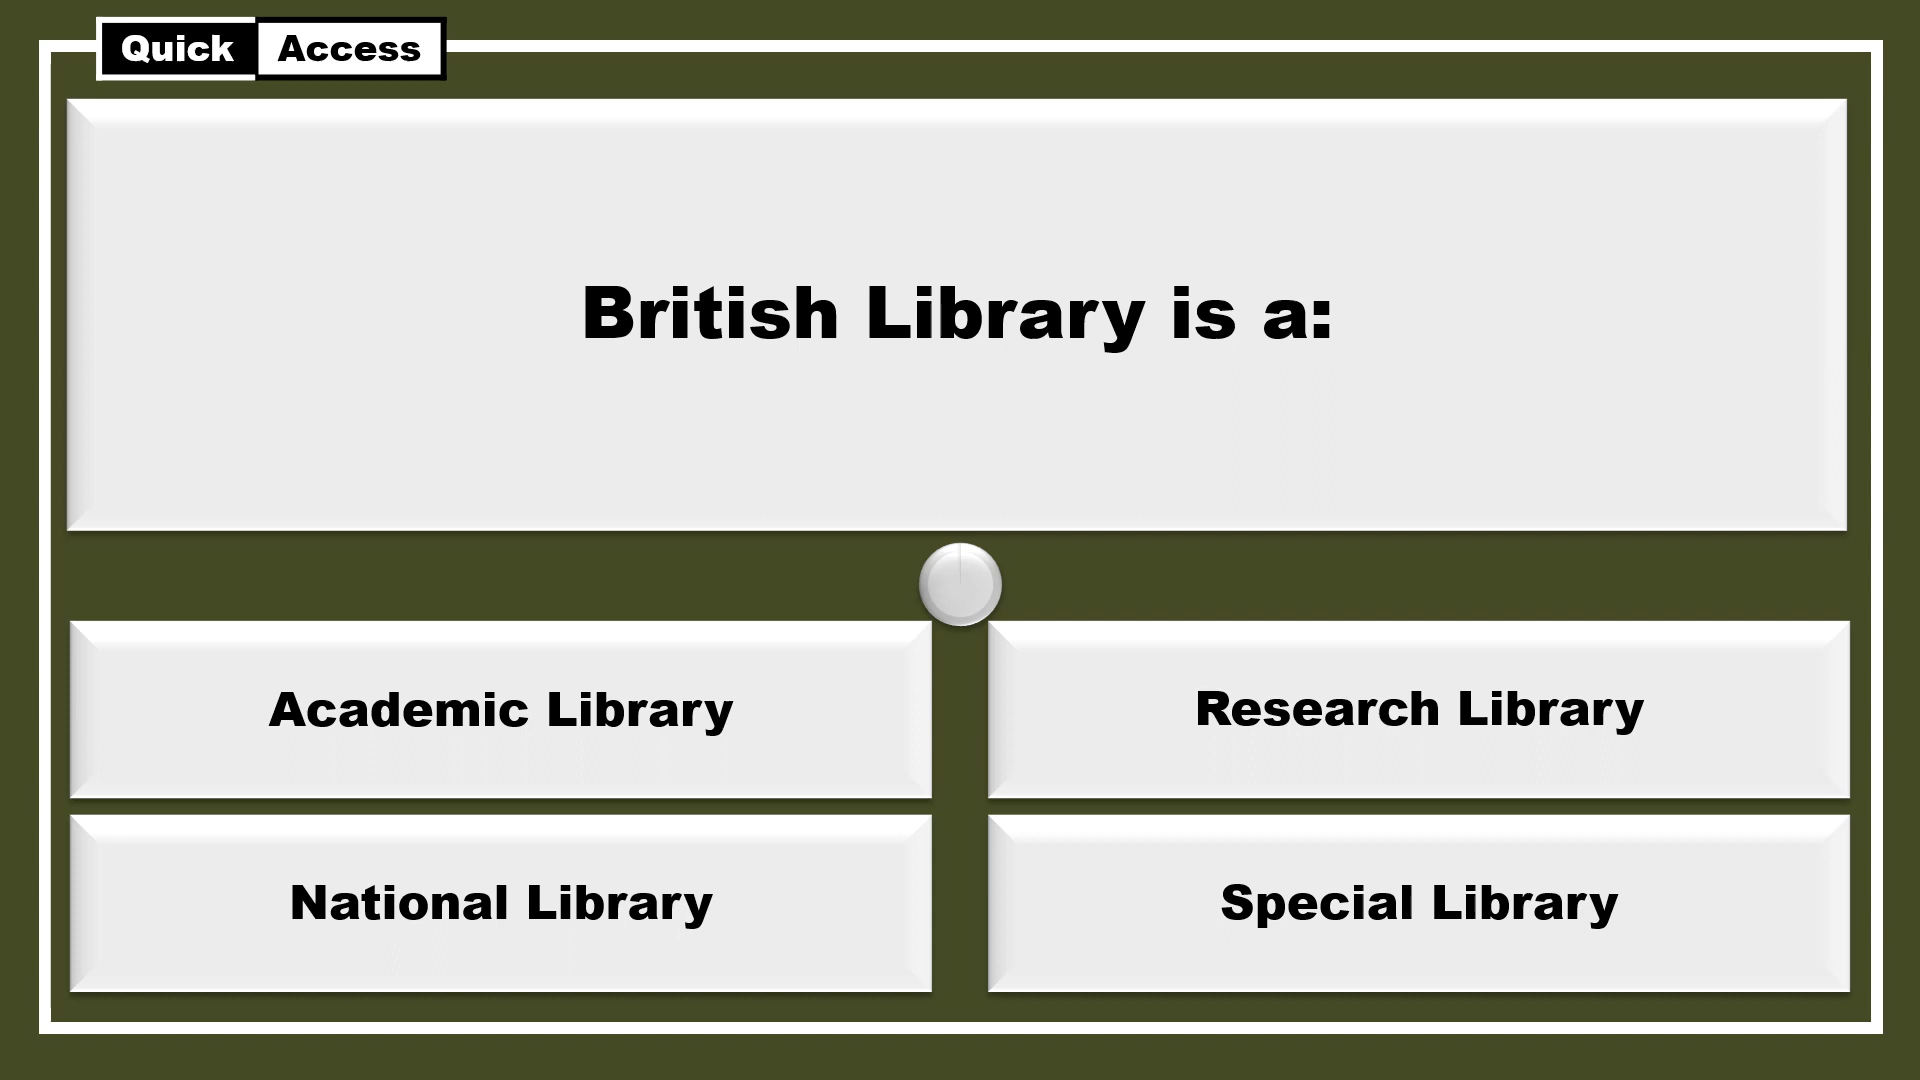 Quick Access
British Library is a:
Academic Library
Research Library
National Library
Special Library